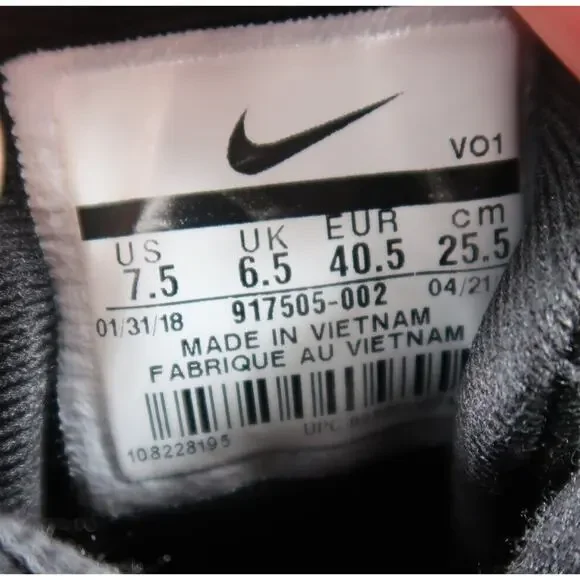 VO1
US UK EUR cm
7.5 6.5 40.5 25.5
01/31/18 917505-002 04/21
MADE IN VIETNAM
FABRIQUE AU VIETNAM
UPC
108228195